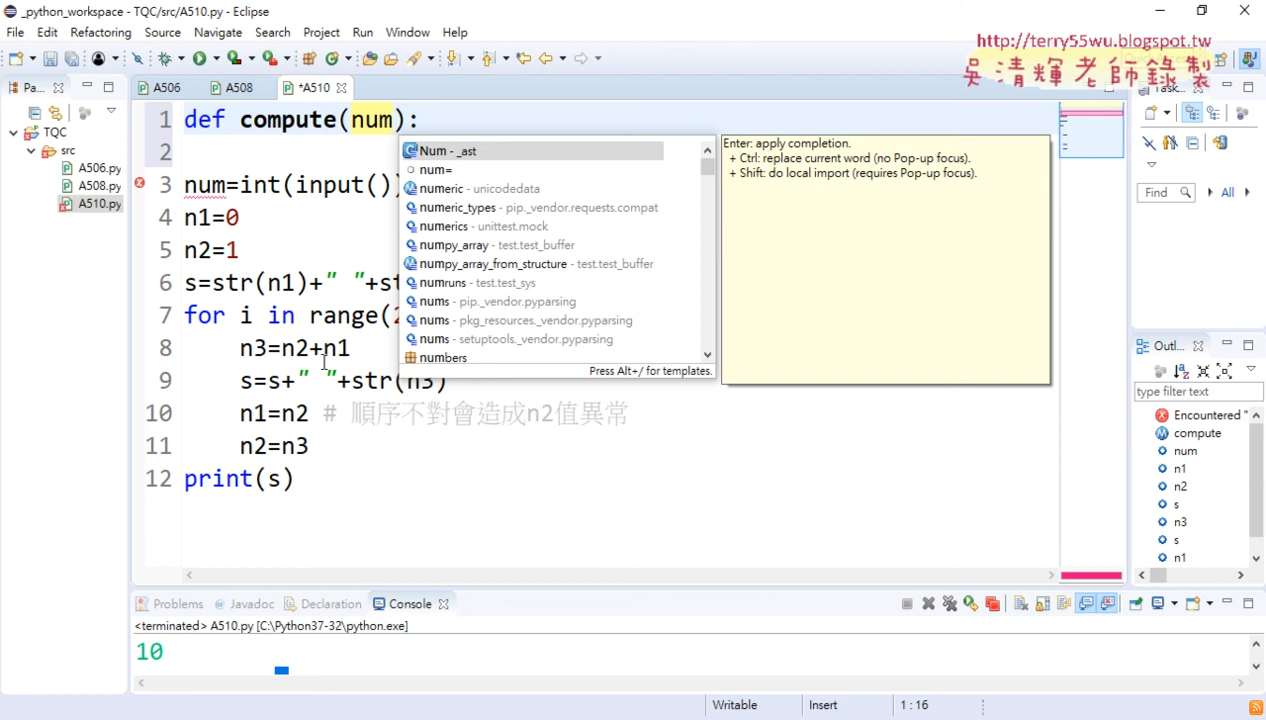 _python_workspace - TQC/src/A510.py - Eclipse
File Edit Refactoring Source Navigate Search Project Run Window Help
http://terry55wu.blogspot.tw
吳清輝老師錄製
Pa...
A506
A508
*A510
Tas
TQC
src
A506.py
A508.py
A510.py
1 def compute(num):
2
3 num=int(input())
4 n1=0
5 n2=1
6 s=str(n1)+" "+st
7 for i in range(2
8 n3=n2+n1
9 s=s+" "+str(n3)
10 n1=n2 # 順序不對會造成n2值異常
11 n2=n3
12 print(s)
Num - _ast
num=
numeric - unicodedata
numeric_types - pip._vendor.requests.compat
numerics - unittest.mock
numpy_array - test.test_buffer
numpy_array_from_structure - test.test_buffer
numruns - test.test_sys
nums - pip._vendor.pyparsing
nums - pkg_resources._vendor.pyparsing
nums - setuptools._vendor.pyparsing
numbers
Press Alt+/ for templates.
Enter: apply completion.
+ Ctrl: replace current word (no Pop-up focus).
+ Shift: do local import (requires Pop-up focus).
Find
All
Outl...
type filter text
Encountered "
compute
num
n1
n2
s
n3
s
n1
Problems @ Javadoc Declaration Console
<terminated> A510.py [C:\Python37-32\python.exe]
10
Writable Insert 1 : 16